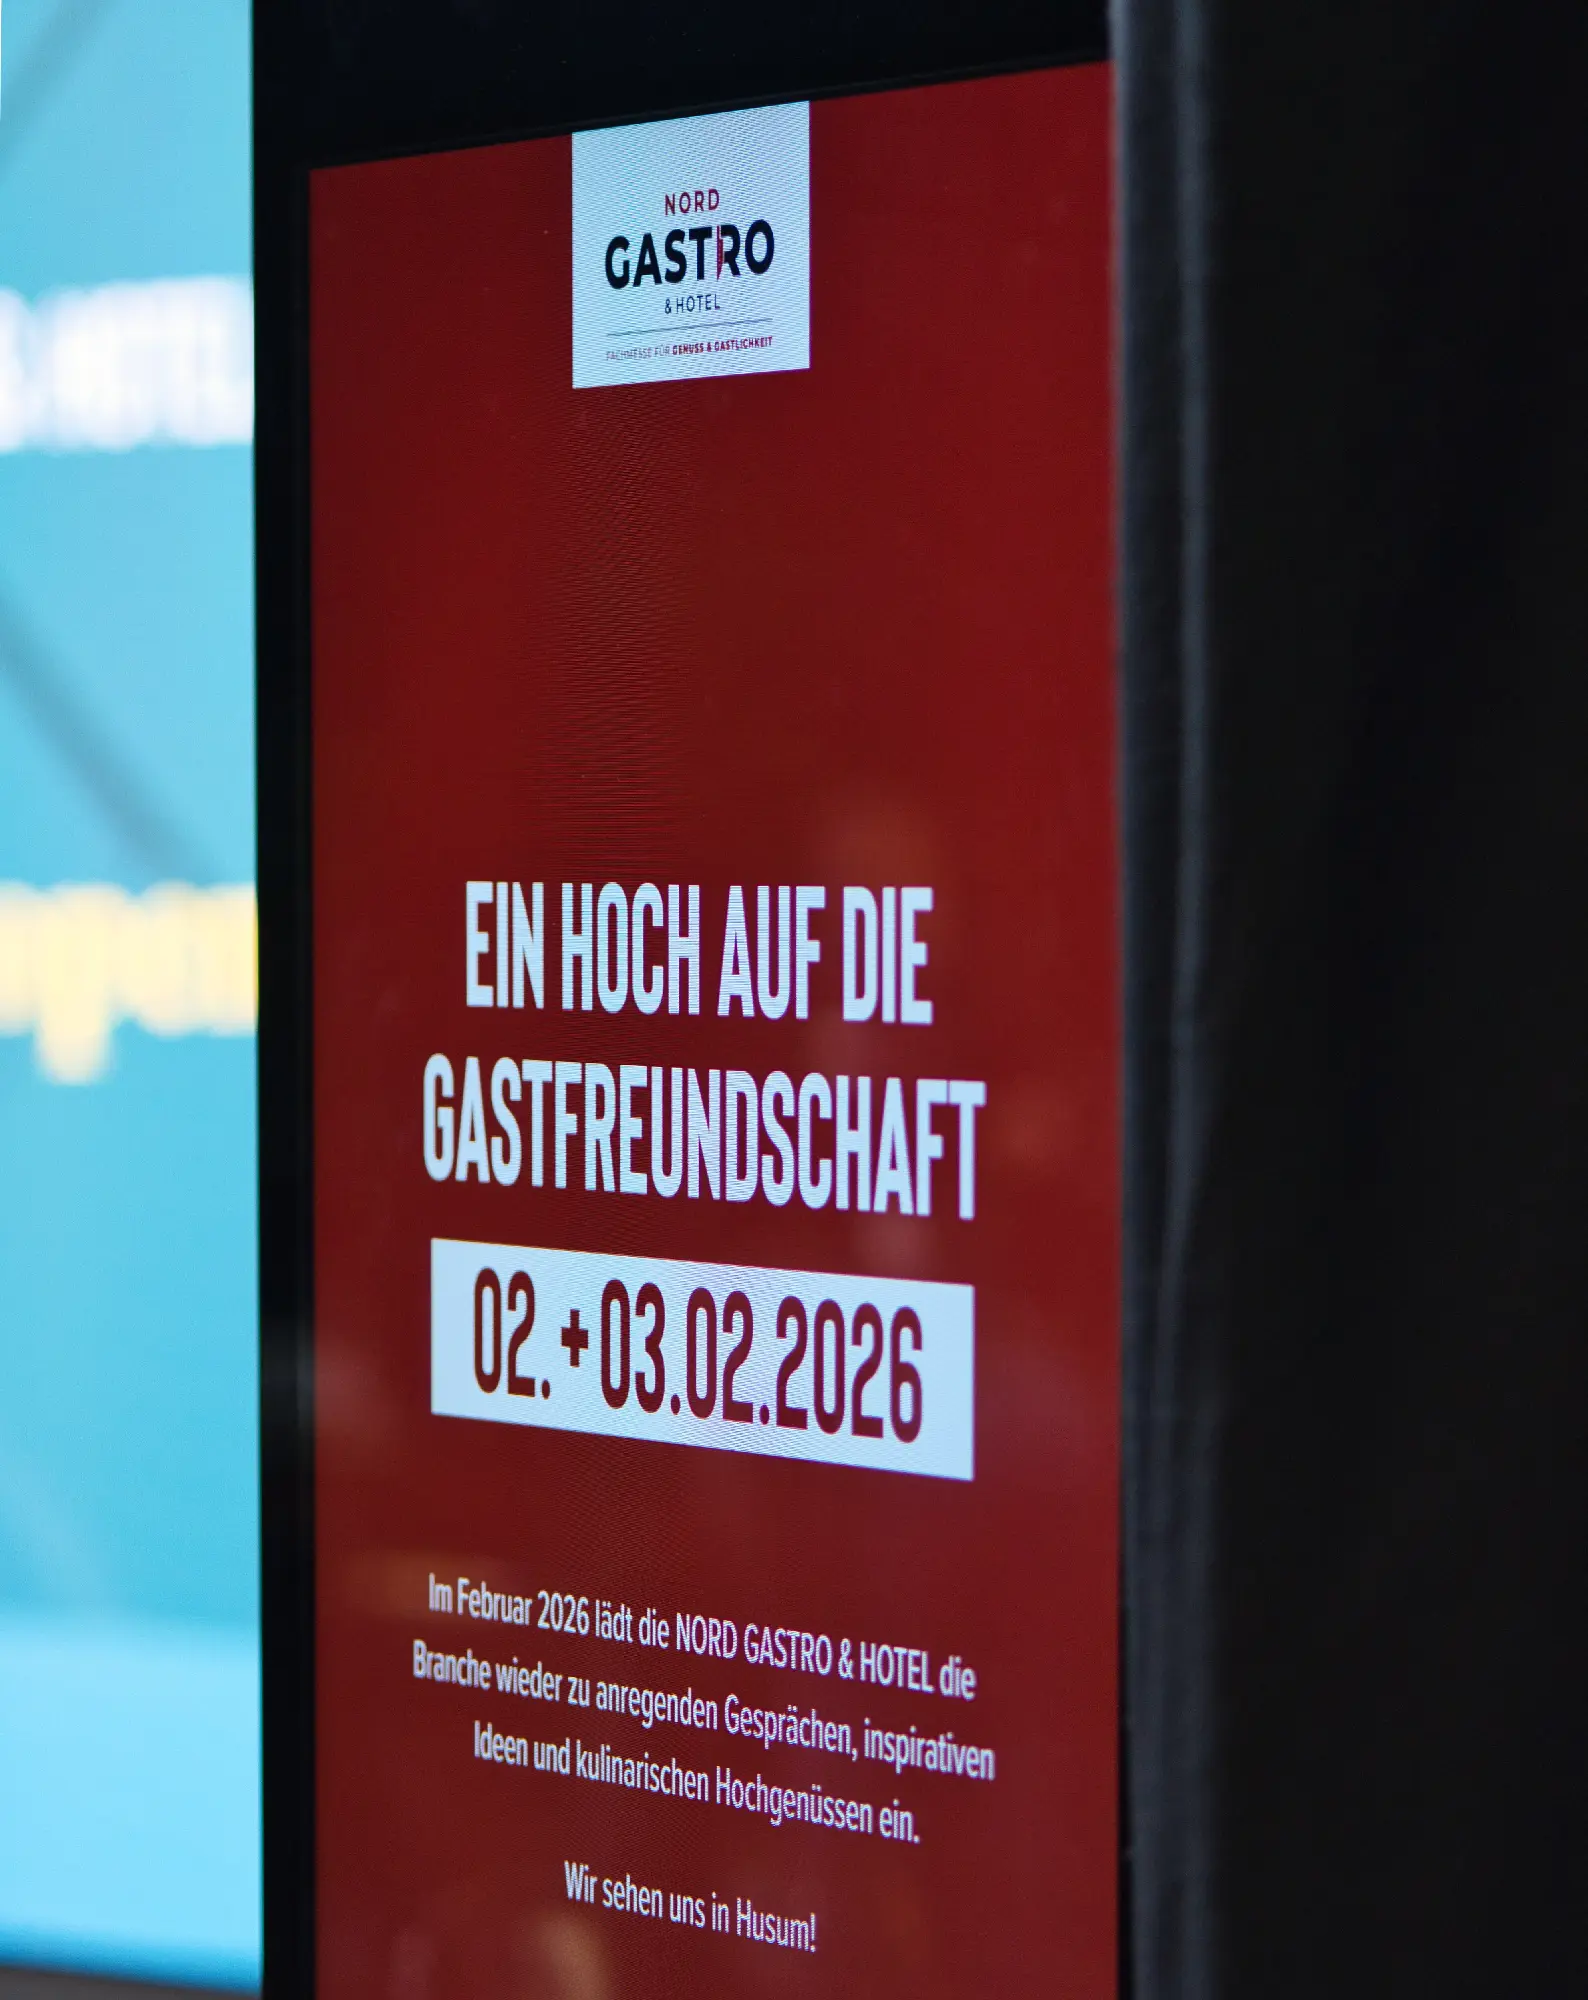 NORD
GASTRO
& HOTEL
FACHMESSE FÜR GENUSS & GASTLICHKEIT
EIN HOCH AUF DIE
GASTFREUNDSCHAFT
02. + 03.02.2026
Im Februar 2026 lädt die NORD GASTRO & HOTEL die
Branche wieder zu anregenden Gesprächen, inspirativen
Ideen und kulinarischen Hochgenüssen ein.
Wir sehen uns in Husum!
& HOTEL